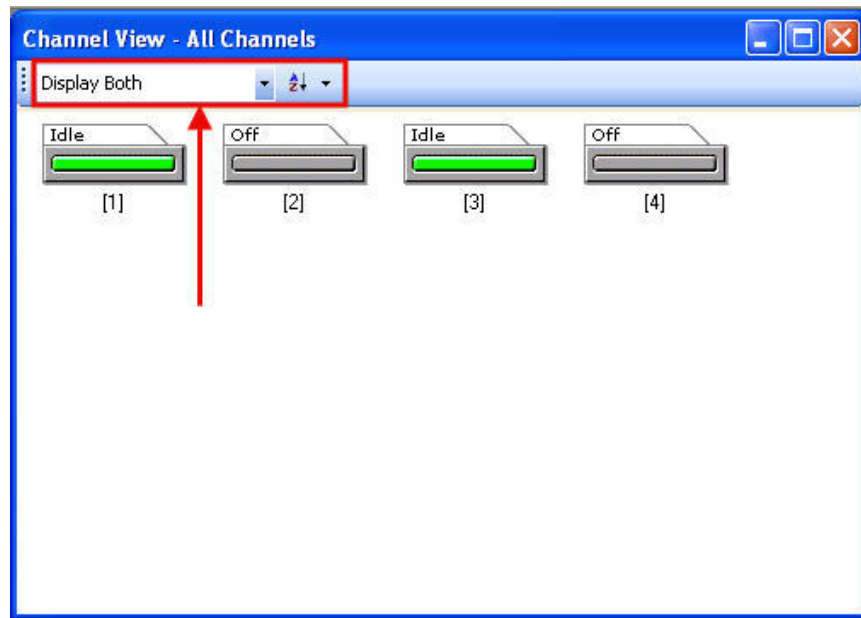 Channel View - All Channels
Display Both
Idle Off Idle Off
[1] [2] [3] [4]